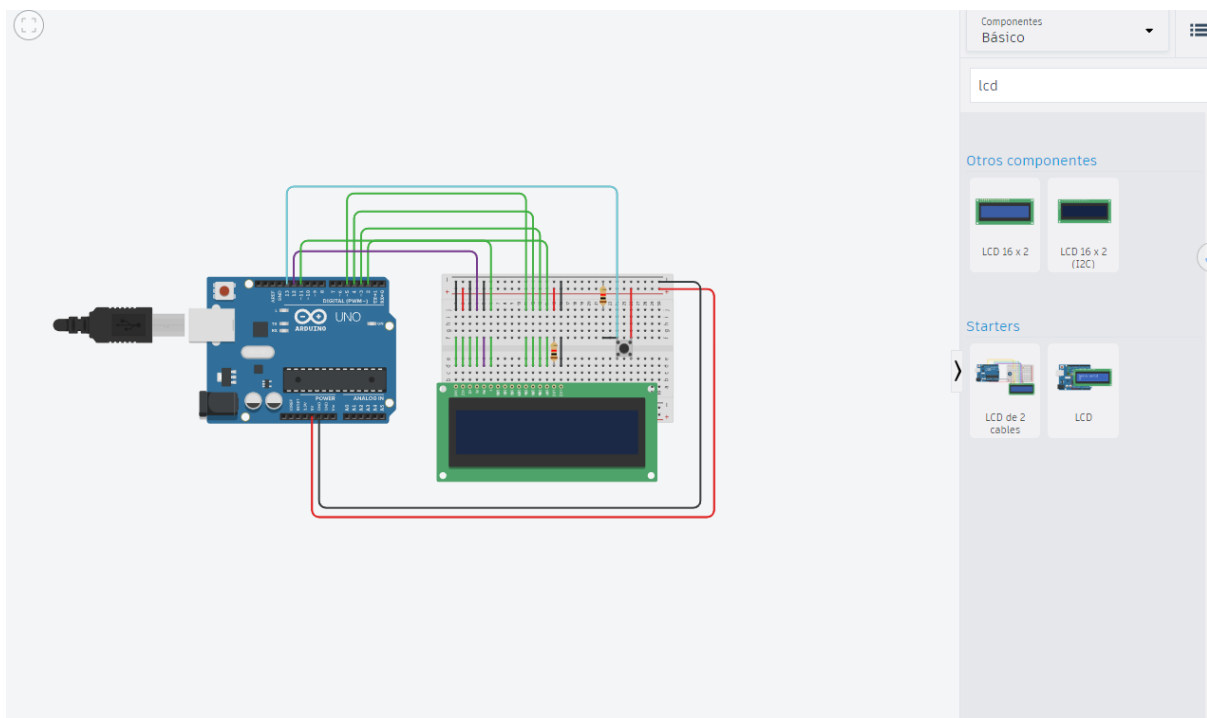 Componentes
Básico
lcd
Otros componentes
LCD 16 x 2
LCD 16 x 2
(I2C)
Starters
LCD de 2
cables
LCD
DIGITAL (PWM~)
UNO
ARDUINO
POWER
ANALOG IN